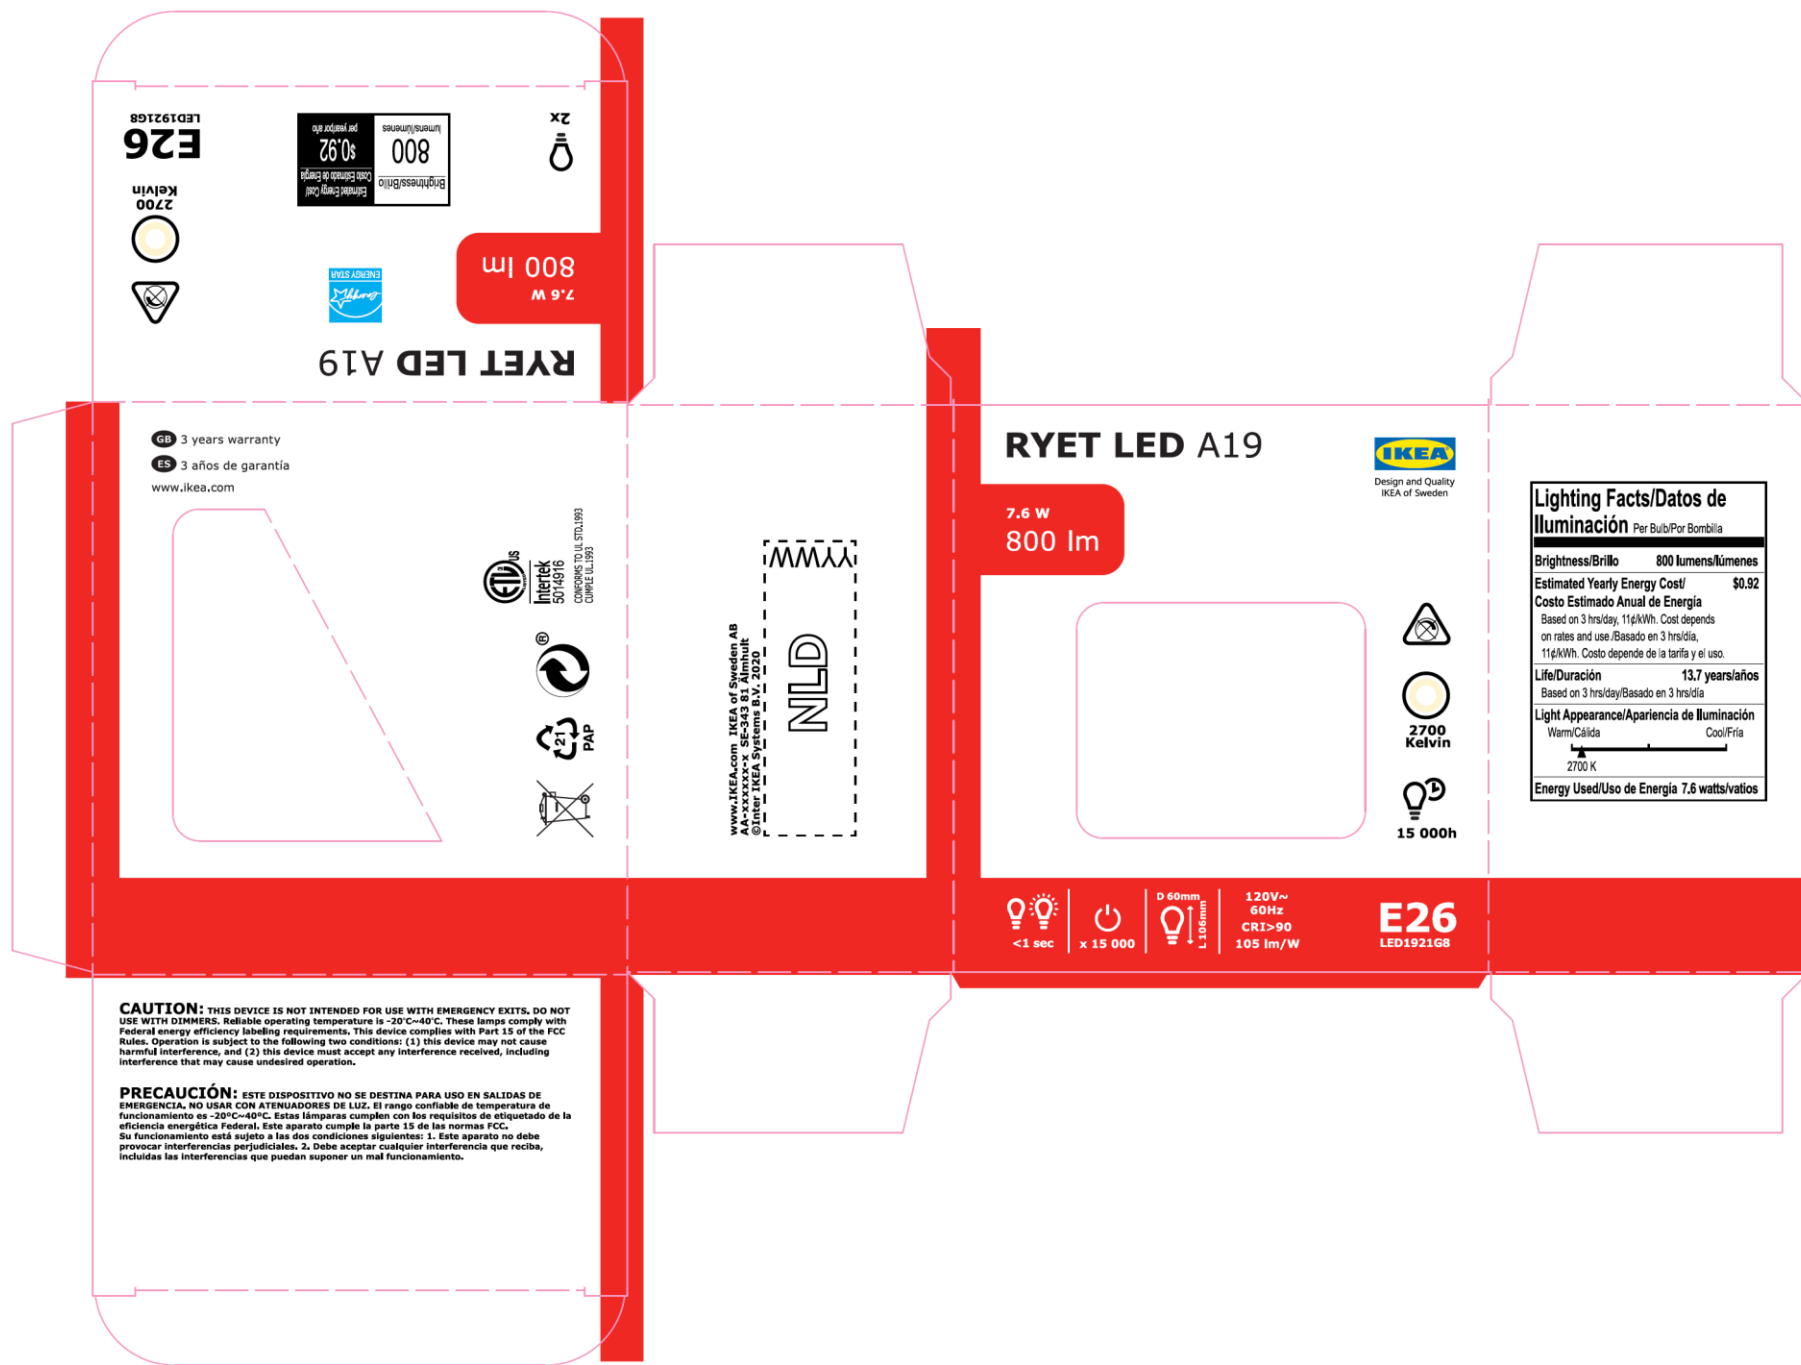 RYET LED A19
7.6 W
800 lm
ENERGY STAR
Brightness/Brillo
800
lumens/lúmenes
Estimated Energy Cost/
Costo Estimado de Energía
$0.92
per year/por año
2x
2700
Kelvin
E26
LED1921G8
GB 3 years warranty
ES 3 años de garantía
www.ikea.com
ETL
US
Intertek
5014916
CONFORMS TO UL STD.1993
CUMPLE UL.1993
®
21
PAP
www.IKEA.com IKEA of Sweden AB
AA-xxxxxx-x SE-343 81 Älmhult
©Inter IKEA Systems B.V. 2020
YYWW
NLD
RYET LED A19
IKEA
Design and Quality
IKEA of Sweden
7.6 W
800 lm
2700
Kelvin
15 000h
<1 sec
x 15 000
D 60mm
L 106mm
120V~
60Hz
CRI>90
105 lm/W
E26
LED1921G8
Lighting Facts/Datos de
Iluminación Per Bulb/Por Bombilla
Brightness/Brillo 800 lumens/lúmenes
Estimated Yearly Energy Cost/ $0.92
Costo Estimado Anual de Energía
Based on 3 hrs/day, 11¢/kWh. Cost depends
on rates and use./Basado en 3 hrs/día,
11¢/kWh. Costo depende de la tarifa y el uso.
Life/Duración 13.7 years/años
Based on 3 hrs/day/Basado en 3 hrs/día
Light Appearance/Apariencia de Iluminación
Warm/Cálida Cool/Fría
2700 K
Energy Used/Uso de Energía 7.6 watts/vatios
CAUTION: THIS DEVICE IS NOT INTENDED FOR USE WITH EMERGENCY EXITS. DO NOT
USE WITH DIMMERS. Reliable operating temperature is -20°C~40°C. These lamps comply with
Federal energy efficiency labeling requirements. This device complies with Part 15 of the FCC
Rules. Operation is subject to the following two conditions: (1) this device may not cause
harmful interference, and (2) this device must accept any interference received, including
interference that may cause undesired operation.
PRECAUCIÓN: ESTE DISPOSITIVO NO SE DESTINA PARA USO EN SALIDAS DE
EMERGENCIA. NO USAR CON ATENUADORES DE LUZ. El rango confiable de temperatura de
funcionamiento es -20ºC~40ºC. Estas lámparas cumplen con los requisitos de etiquetado de la
eficiencia energética Federal. Este aparato cumple la parte 15 de las normas FCC.
Su funcionamiento está sujeto a las dos condiciones siguientes: 1. Este aparato no debe
provocar interferencias perjudiciales. 2. Debe aceptar cualquier interferencia que reciba,
incluidas las interferencias que puedan suponer un mal funcionamiento.